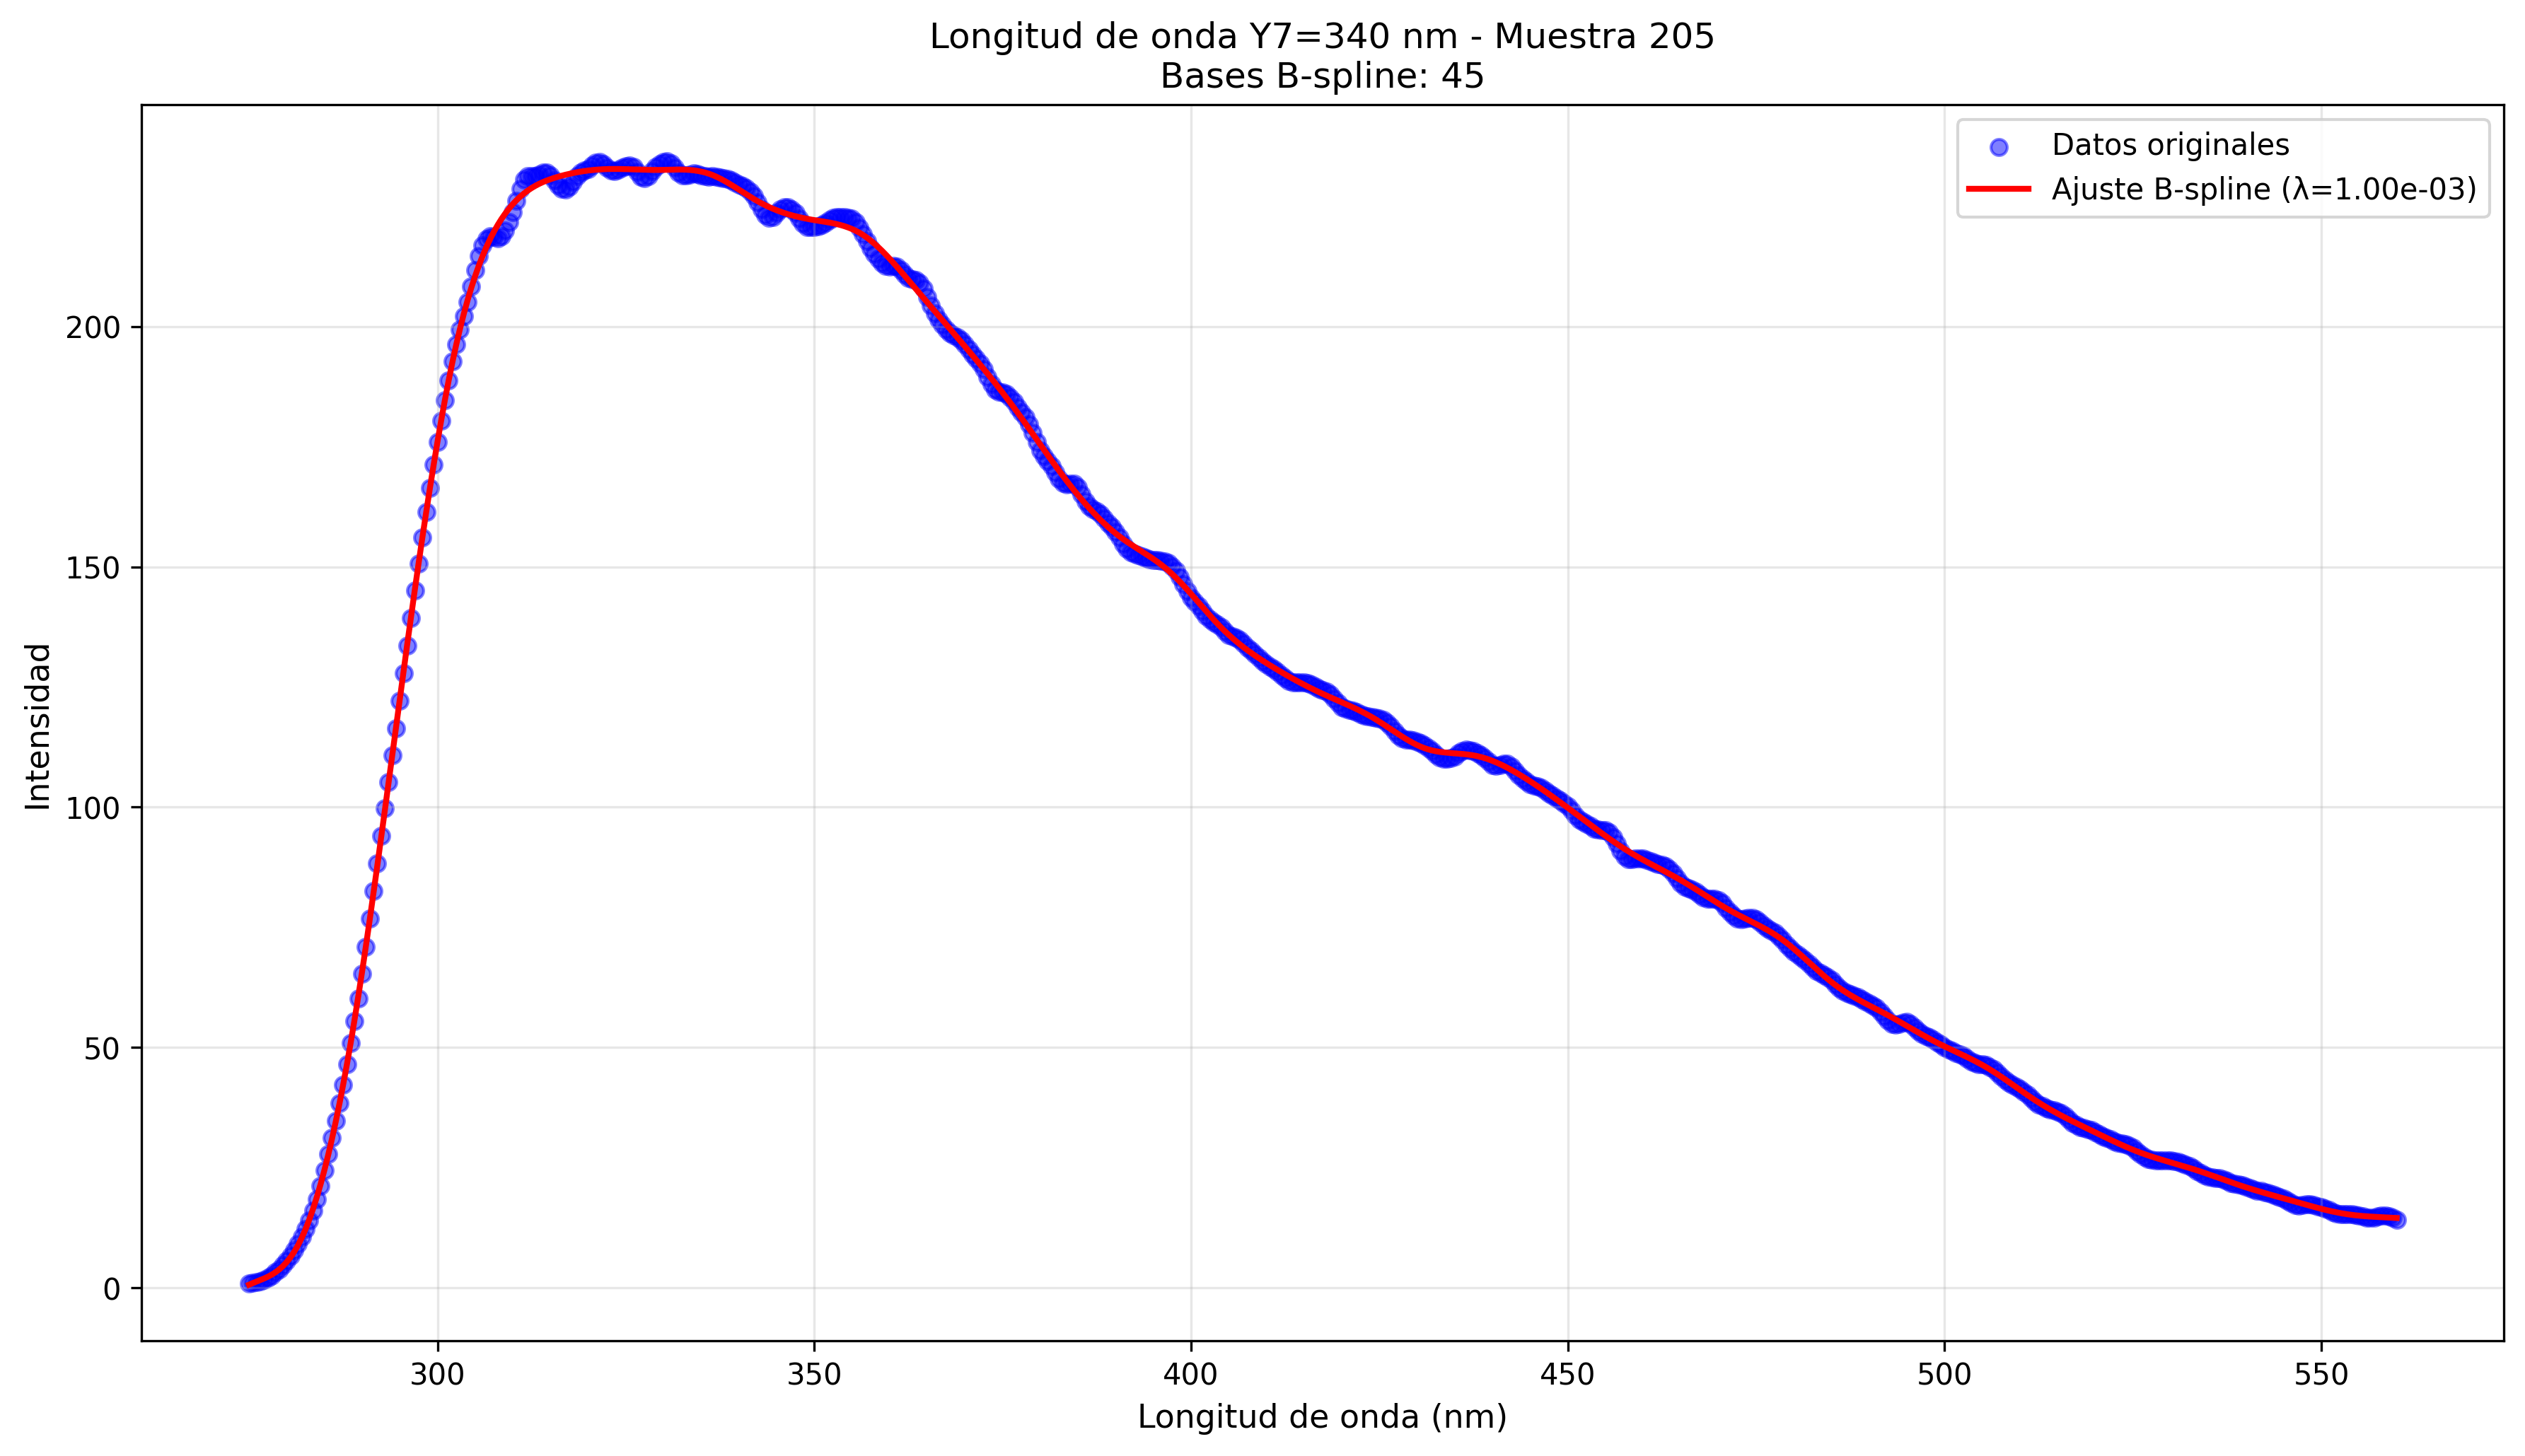 Longitud de onda Y7=340 nm - Muestra 205
Bases B-spline: 45
Datos originales
Ajuste B-spline (λ=1.00e-03)
Intensidad
200
150
100
50
0
300 350 400 450 500 550
Longitud de onda (nm)